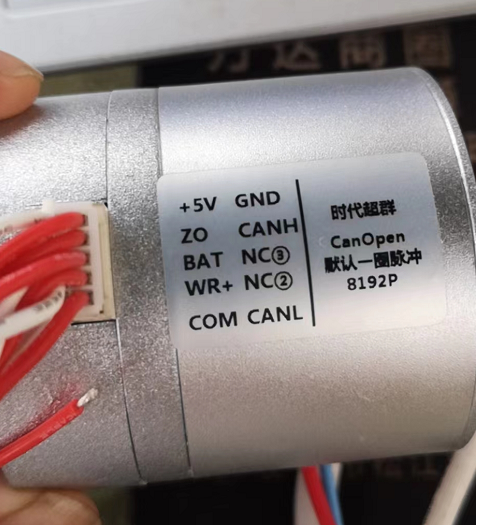 +5V GND
ZO CANH
BAT NC③
WR+ NC②
COM CANL
时代超群
CanOpen
默认一圈脉冲
8192P